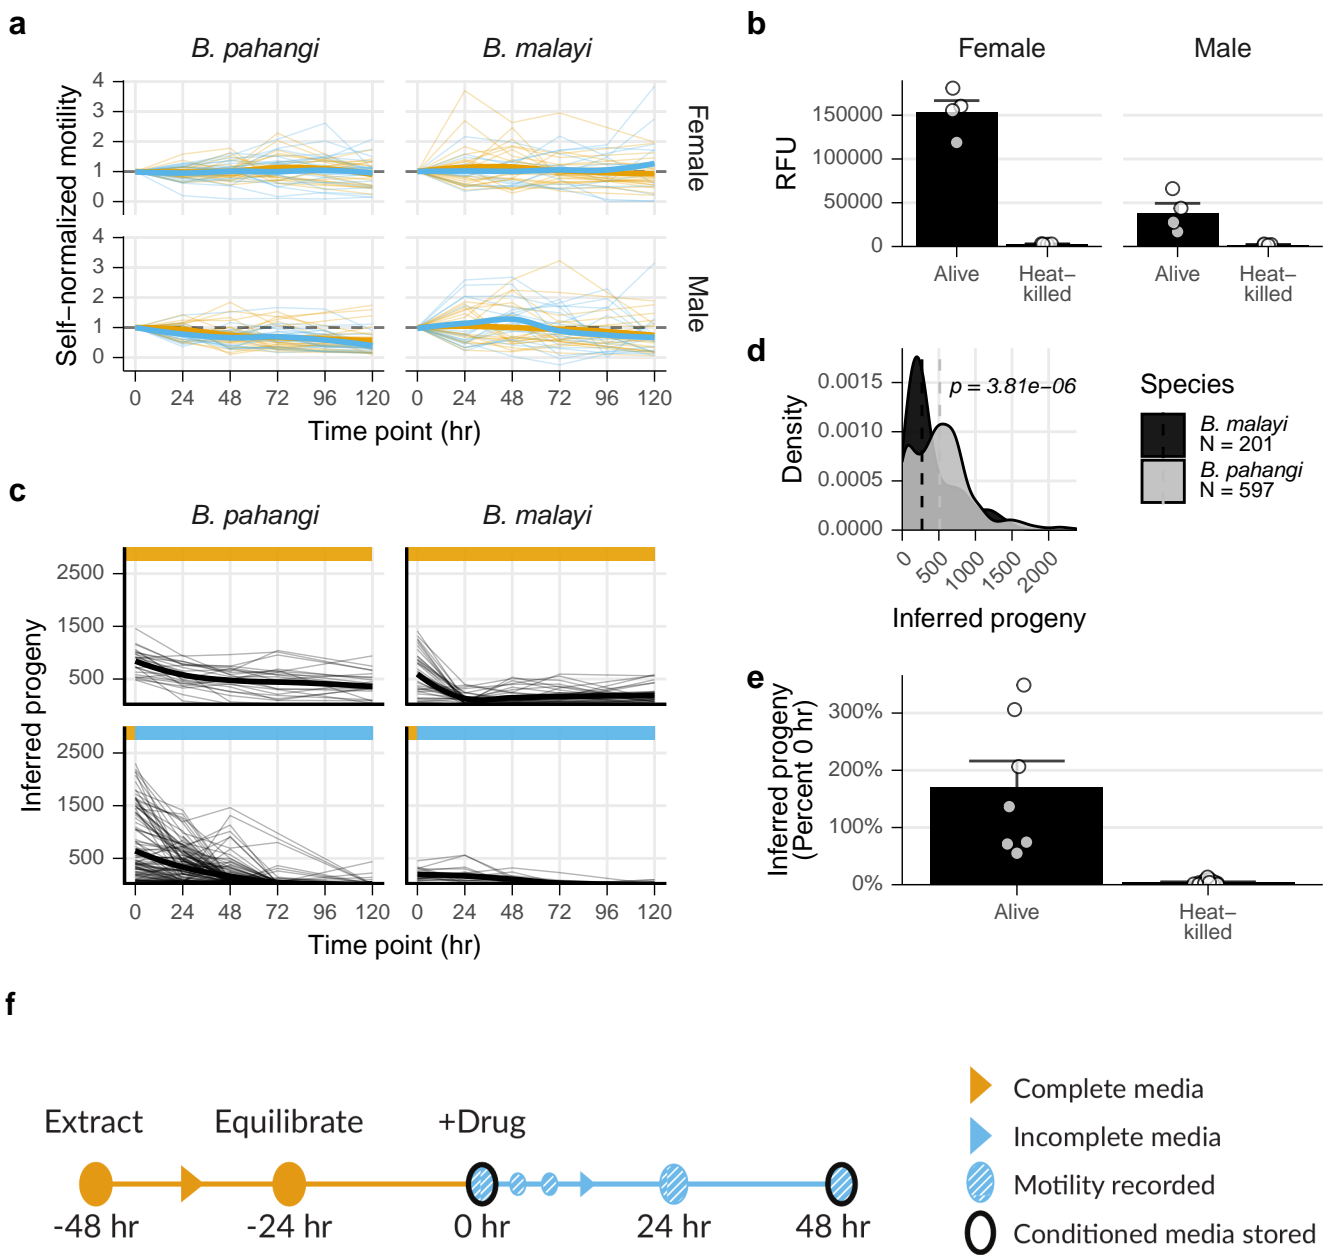 a
B. pahangi
B. malayi
Self−normalized motility
4
3
2
1
0
Female
4
3
2
1
0
Male
0 24 48 72 96 120
0 24 48 72 96 120
Time point (hr)
b
Female
Male
RFU
150000
100000
50000
0
Alive
Heat−
killed
Alive
Heat−
killed
c
B. pahangi
B. malayi
Inferred progeny
2500
1500
500
2500
1500
500
0 24 48 72 96 120
0 24 48 72 96 120
Time point (hr)
d
Density
0.0015
0.0010
0.0005
0.0000
p = 3.81e−06
0 500 1000 1500 2000
Inferred progeny
Species
B. malayi
N = 201
B. pahangi
N = 597
e
Inferred progeny
(Percent 0 hr)
300%
200%
100%
0%
Alive
Heat−
killed
f
Extract
Equilibrate
+Drug
-48 hr
-24 hr
0 hr
24 hr
48 hr
Complete media
Incomplete media
Motility recorded
Conditioned media stored